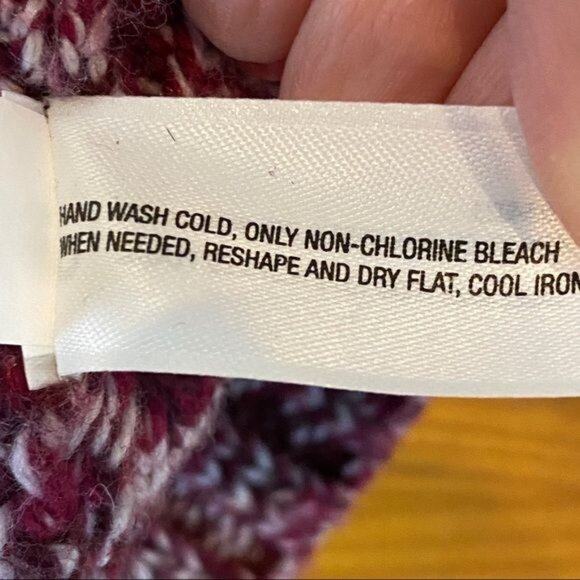 HAND WASH COLD, ONLY NON-CHLORINE BLEACH
WHEN NEEDED, RESHAPE AND DRY FLAT, COOL IRON